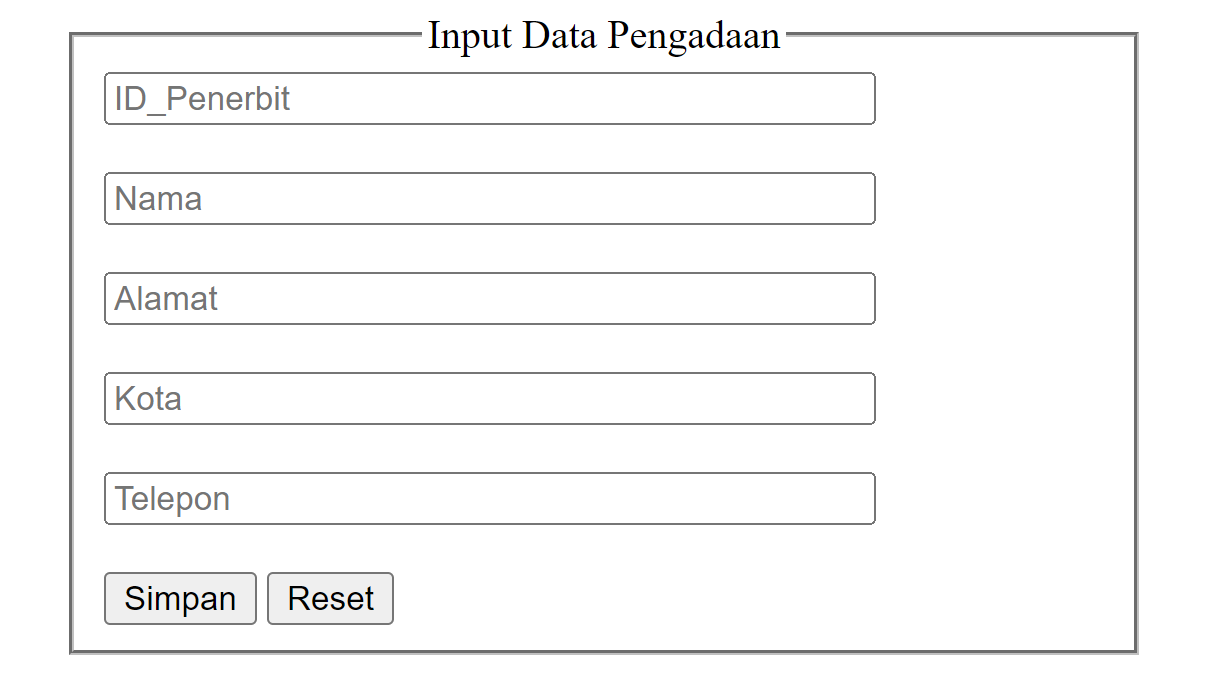 Input Data Pengadaan
ID_Penerbit
Nama
Alamat
Kota
Telepon
Simpan Reset